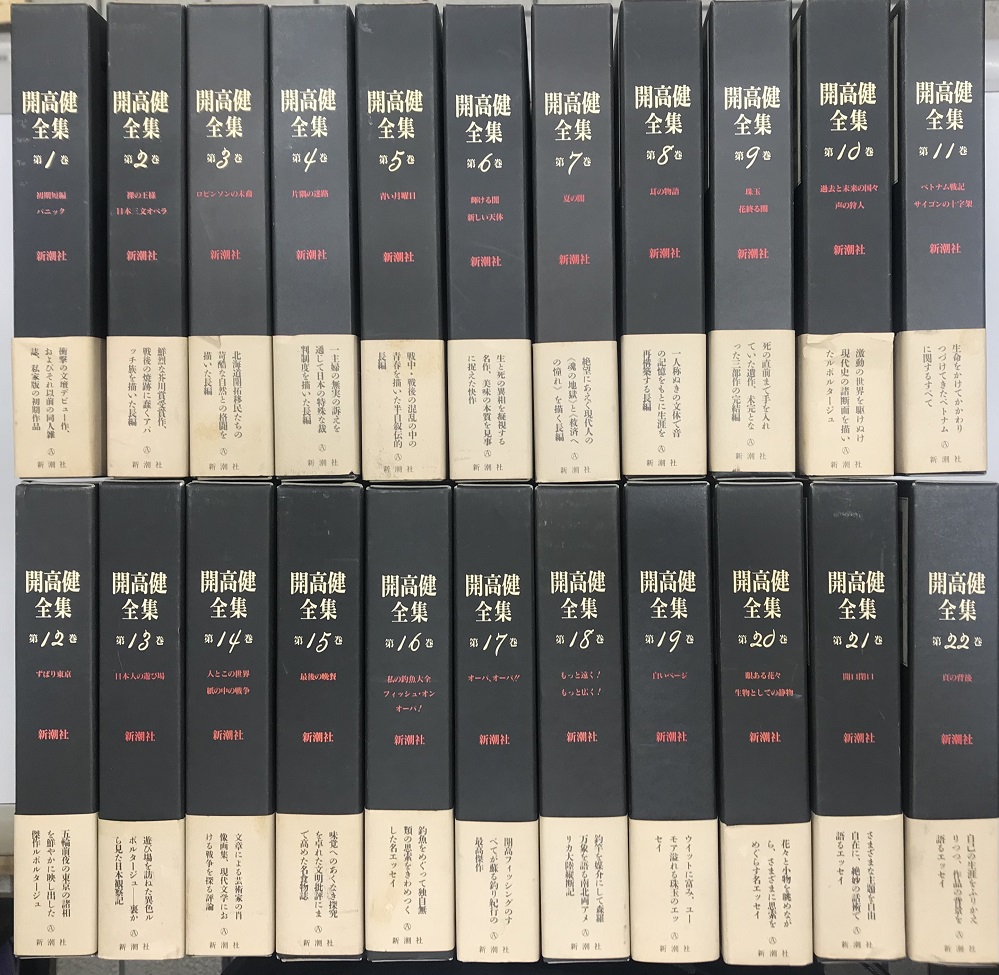 開高健
全集
第1巻
初期短編
パニック
新潮社
衝撃の文壇デビュー作、
およびそれ以前の同人雑
誌、私家版の初期作品
新潮社
開高健
全集
第2巻
裸の王様
日本三文オペラ
新潮社
鮮烈な芥川賞受賞作、
戦後の焼跡に蠢くアパ
ッチ族を描いた長編
新潮社
開高健
全集
第3巻
ロビンソンの末裔
新潮社
北海道開拓移民たちの
苛酷な自然との格闘を
描いた長編
新潮社
開高健
全集
第4巻
片隅の迷路
新潮社
一主婦の無実の訴えを
通して日本の特殊な裁
判制度を描いた長編
新潮社
開高健
全集
第5巻
青い月曜日
新潮社
戦中・戦後の混乱の中の
青春を描いた半自叙伝的
長編
新潮社
開高健
全集
第6巻
輝ける闇
新しい天体
新潮社
生と死の異相を凝視する
名作、美味の本質を見事
に捉えた快作
新潮社
開高健
全集
第7巻
夏の闇
新潮社
絶望にあえぐ現代人の
〈魂の地獄〉と〈救済へ
の憧れ〉を描く長編
新潮社
開高健
全集
第8巻
耳の物語
新潮社
一人称ぬきの文体で音
の記憶をもとに生涯を
再構築する長編
新潮社
開高健
全集
第9巻
珠玉
花終る闇
新潮社
死の直前まで手を入れ
ていた遺作、未完とな
った三部作の完結編
新潮社
開高健
全集
第10巻
過去と未来の国々
声の狩人
新潮社
激動の世界を駆けぬけ
現代史の諸断面を描い
たルポルタージュ
新潮社
開高健
全集
第11巻
ベトナム戦記
サイゴンの十字架
新潮社
生命をかけてかかわり
つづけてきたベトナム
に関するすべて
新潮社
開高健
全集
第12巻
ずばり東京
新潮社
五輪前夜の東京の諸相
を鮮やかに映し出した
傑作ルポルタージュ
新潮社
開高健
全集
第13巻
日本人の遊び場
新潮社
遊び場を訪ねた異色ル
ポルタージュ――裏か
ら見た日本観察記
新潮社
開高健
全集
第14巻
人とこの世界
紙の中の戦争
新潮社
文章による芸術家の肖
像画集、現代文学にお
ける戦争を探る評論
新潮社
開高健
全集
第15巻
最後の晩餐
新潮社
味覚へのあくなき探究
を卓れた文明批評にま
で高めた名食物誌
新潮社
開高健
全集
第16巻
私の釣魚大全
フィッシュ・オン
オーパ！
新潮社
釣魚をめぐって独自無
類の思索をきわめつく
した名エッセイ
新潮社
開高健
全集
第17巻
オーパ、オーパ!!
新潮社
開高フィッシングのす
べてが蘇る釣り紀行の
最高傑作
新潮社
開高健
全集
第18巻
もっと遠く！
もっと広く！
新潮社
釣竿を媒介にして森羅
万象を語る南北両アメ
リカ大陸縦断記
新潮社
開高健
全集
第19巻
白いページ
新潮社
ウイットに富み、ユー
モア溢れる珠玉のエッ
セイ
新潮社
開高健
全集
第20巻
眼ある花々
生物としての静物
新潮社
花々と小物を眺めなが
ら、さまざまに思索を
めぐらす名エッセイ
新潮社
開高健
全集
第21巻
開口閉口
新潮社
さまざまな主題を自由
自在に、絶妙の話術で
語るエッセイ
新潮社
開高健
全集
第22巻
頁の背後
新潮社
自己の生涯をふりかえ
りつつ、作品の背景を
語るエッセイ
新潮社